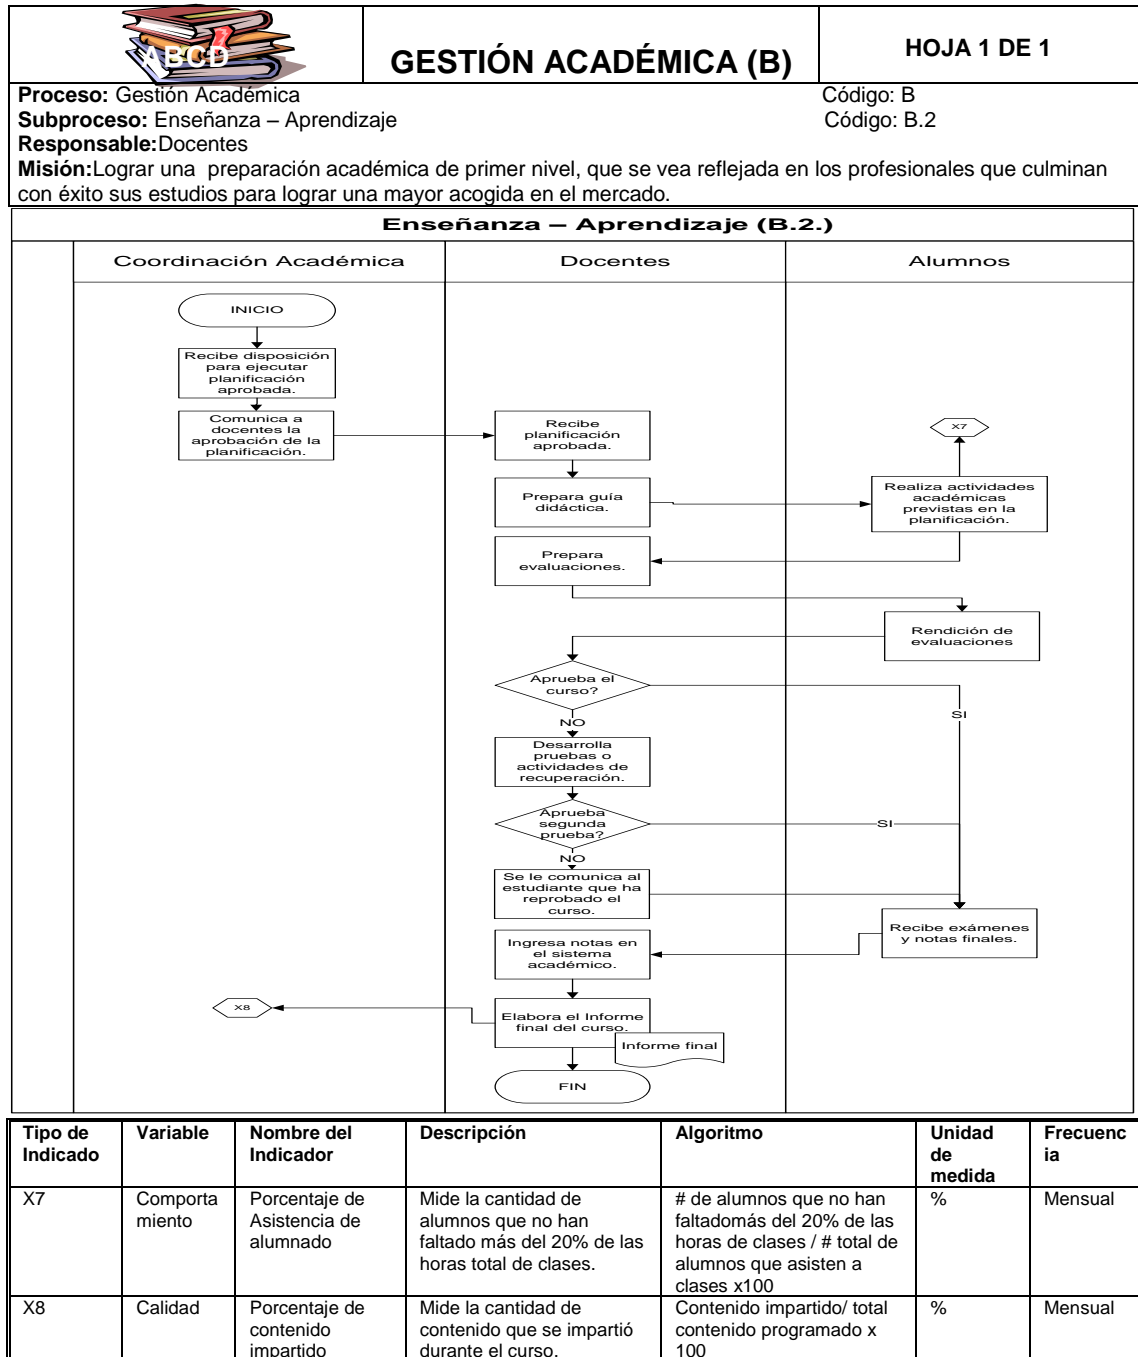 ABCD
GESTIÓN ACADÉMICA (B)
HOJA 1 DE 1
Proceso: Gestión Académica Código: B
Subproceso: Enseñanza – Aprendizaje Código: B.2
Responsable:Docentes
Misión:Lograr una preparación académica de primer nivel, que se vea reflejada en los profesionales que culminan
con éxito sus estudios para lograr una mayor acogida en el mercado.
Enseñanza – Aprendizaje (B.2.)
Coordinación Académica
Docentes
Alumnos
INICIO
Recibe disposición
para ejecutar
planificación
aprobada.
Comunica a
docentes la
aprobación de la
planificación.
Recibe
planificación
aprobada.
X7
Prepara guía
didáctica.
Realiza actividades
académicas
previstas en la
planificación.
Prepara
evaluaciones.
Rendición de
evaluaciones
Aprueba el
curso?
SI
NO
Desarrolla
pruebas o
actividades de
recuperación.
Aprueba
segunda
prueba?
SI
NO
Se le comunica al
estudiante que ha
reprobado el
curso.
Recibe exámenes
y notas finales.
Ingresa notas en
el sistema
académico.
X8
Elabora el Informe
final del curso.
Informe final
FIN
Tipo de
Indicado
Variable
Nombre del
Indicador
Descripción
Algoritmo
Unidad
de
medida
Frecuenc
ia
X7
Comporta
miento
Porcentaje de
Asistencia de
alumnado
Mide la cantidad de
alumnos que no han
faltado más del 20% de las
horas total de clases.
# de alumnos que no han
faltadomás del 20% de las
horas de clases / # total de
alumnos que asisten a
clases x100
%
Mensual
X8
Calidad
Porcentaje de
contenido
impartido
Mide la cantidad de
contenido que se impartió
durante el curso.
Contenido impartido/ total
contenido programado x
100
%
Mensual